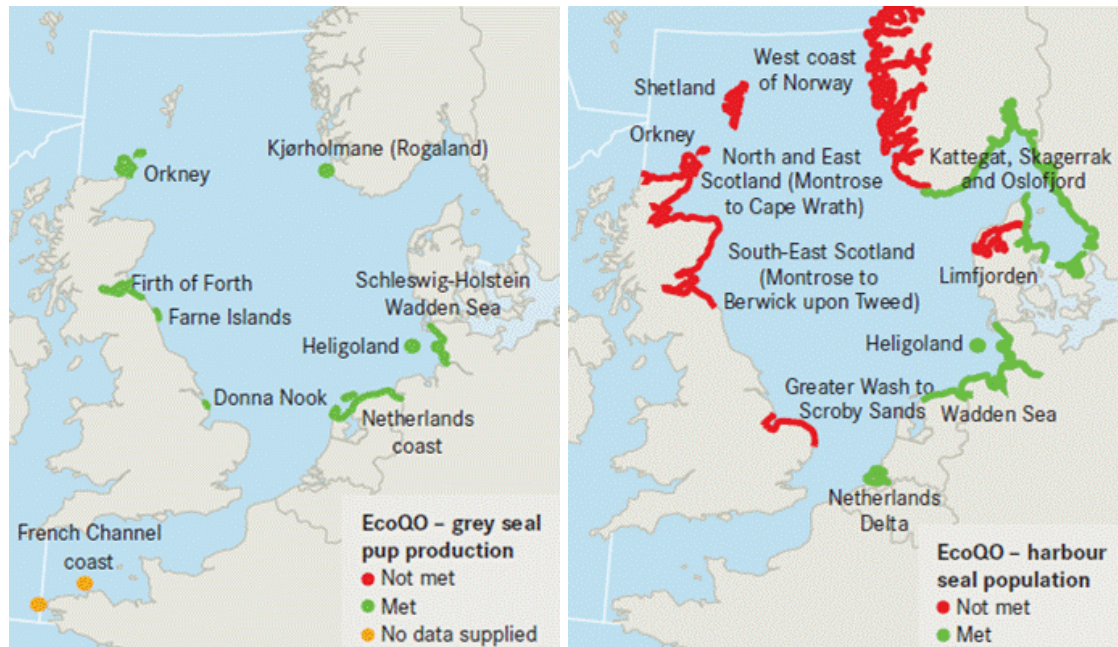 Orkney
Kjørholmane (Rogaland)
Firth of Forth
Farne Islands
Schleswig-Holstein
Wadden Sea
Heligoland
Donna Nook
Netherlands
coast
French Channel
coast
EcoQO – grey seal
pup production
Not met
Met
No data supplied
West coast
of Norway
Shetland
Orkney
North and East
Scotland (Montrose
to Cape Wrath)
Kattegat, Skagerrak
and Oslofjord
South-East Scotland
(Montrose to
Berwick upon Tweed)
Limfjorden
Heligoland
Greater Wash to
Scroby Sands
Wadden Sea
Netherlands
Delta
EcoQO – harbour
seal population
Not met
Met